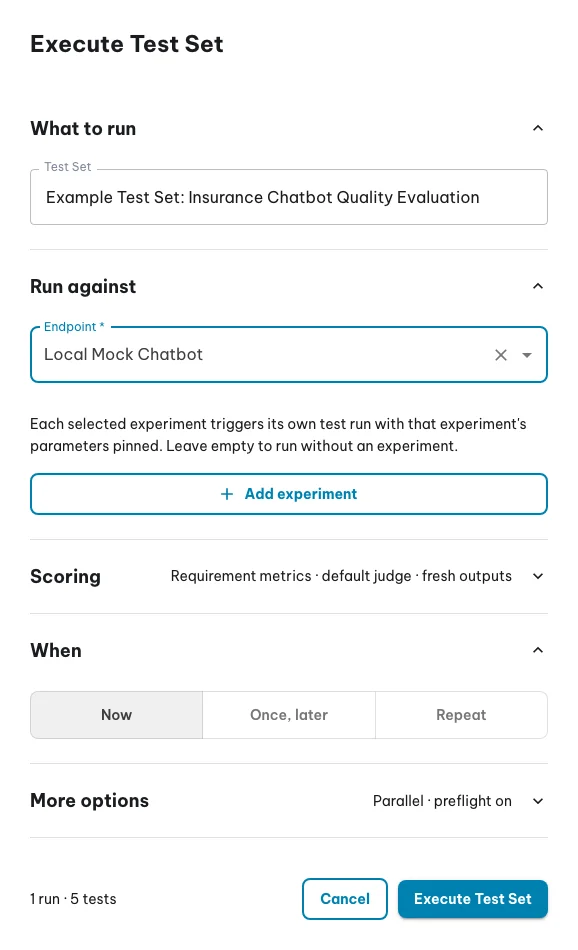 Execute Test Set
What to run
Test Set
Example Test Set: Insurance Chatbot Quality Evaluation
Run against
Endpoint *
Local Mock Chatbot
Each selected experiment triggers its own test run with that experiment's
parameters pinned. Leave empty to run without an experiment.
+ Add experiment
Scoring Requirement metrics · default judge · fresh outputs
When
Now Once, later Repeat
More options Parallel · preflight on
1 run · 5 tests Cancel Execute Test Set